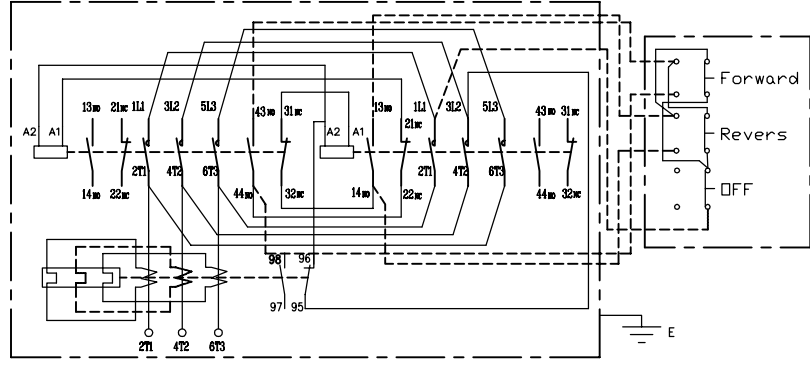 13NO 21NC 1L1 3L2 5L3 43NO 31NC 13NO 1L1 3L2 5L3 43NO 31NC
21NC
A2 A1 A2 A1
2T1 4T2 6T3 2T1 4T2 6T3
14NO 22NC 44NO 32NC 14NO 22NC 44NO 32NC
98 96
97 95
2T1 4T2 6T3
Forward
Revers
OFF
E